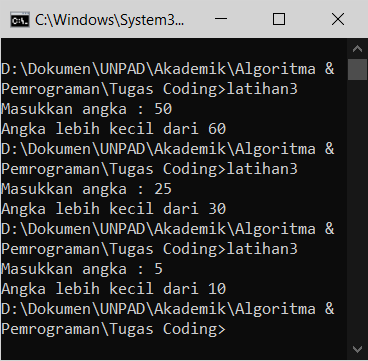 C:\Windows\System3...
D:\Dokumen\UNPAD\Akademik\Algoritma &
Pemrograman\Tugas Coding>latihan3
Masukkan angka : 50
Angka lebih kecil dari 60
D:\Dokumen\UNPAD\Akademik\Algoritma &
Pemrograman\Tugas Coding>latihan3
Masukkan angka : 25
Angka lebih kecil dari 30
D:\Dokumen\UNPAD\Akademik\Algoritma &
Pemrograman\Tugas Coding>latihan3
Masukkan angka : 5
Angka lebih kecil dari 10
D:\Dokumen\UNPAD\Akademik\Algoritma &
Pemrograman\Tugas Coding>